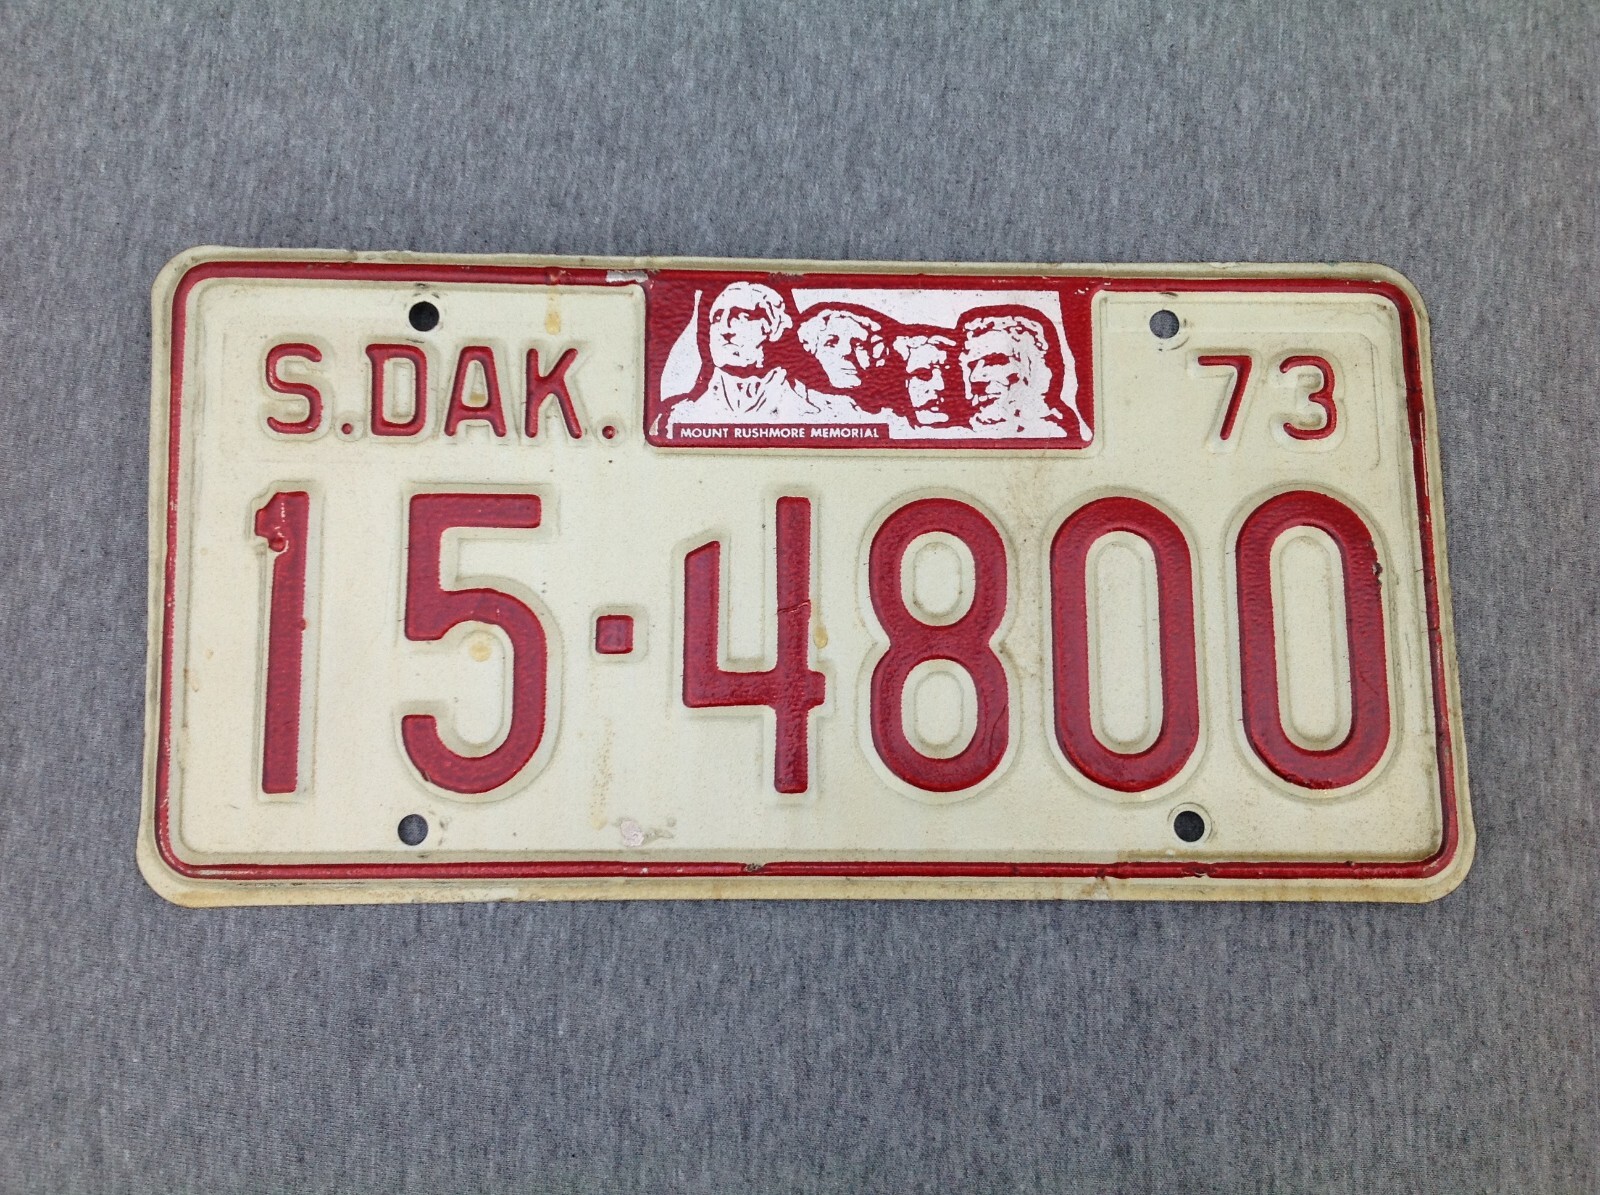 S.DAK. 73
MOUNT RUSHMORE MEMORIAL
15-4800